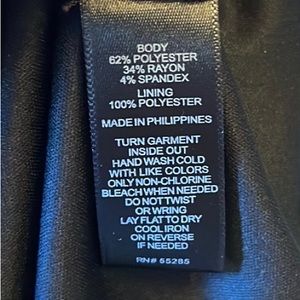 BODY
62% POLYESTER
34% RAYON
4% SPANDEX
LINING
100% POLYESTER
MADE IN PHILIPPINES
TURN GARMENT
INSIDE OUT
HAND WASH COLD
WITH LIKE COLORS
ONLY NON-CHLORINE
BLEACH WHEN NEEDED
DO NOT TWIST
OR WRING
LAY FLAT TO DRY
COOL IRON
ON REVERSE
IF NEEDED
RN# 55285